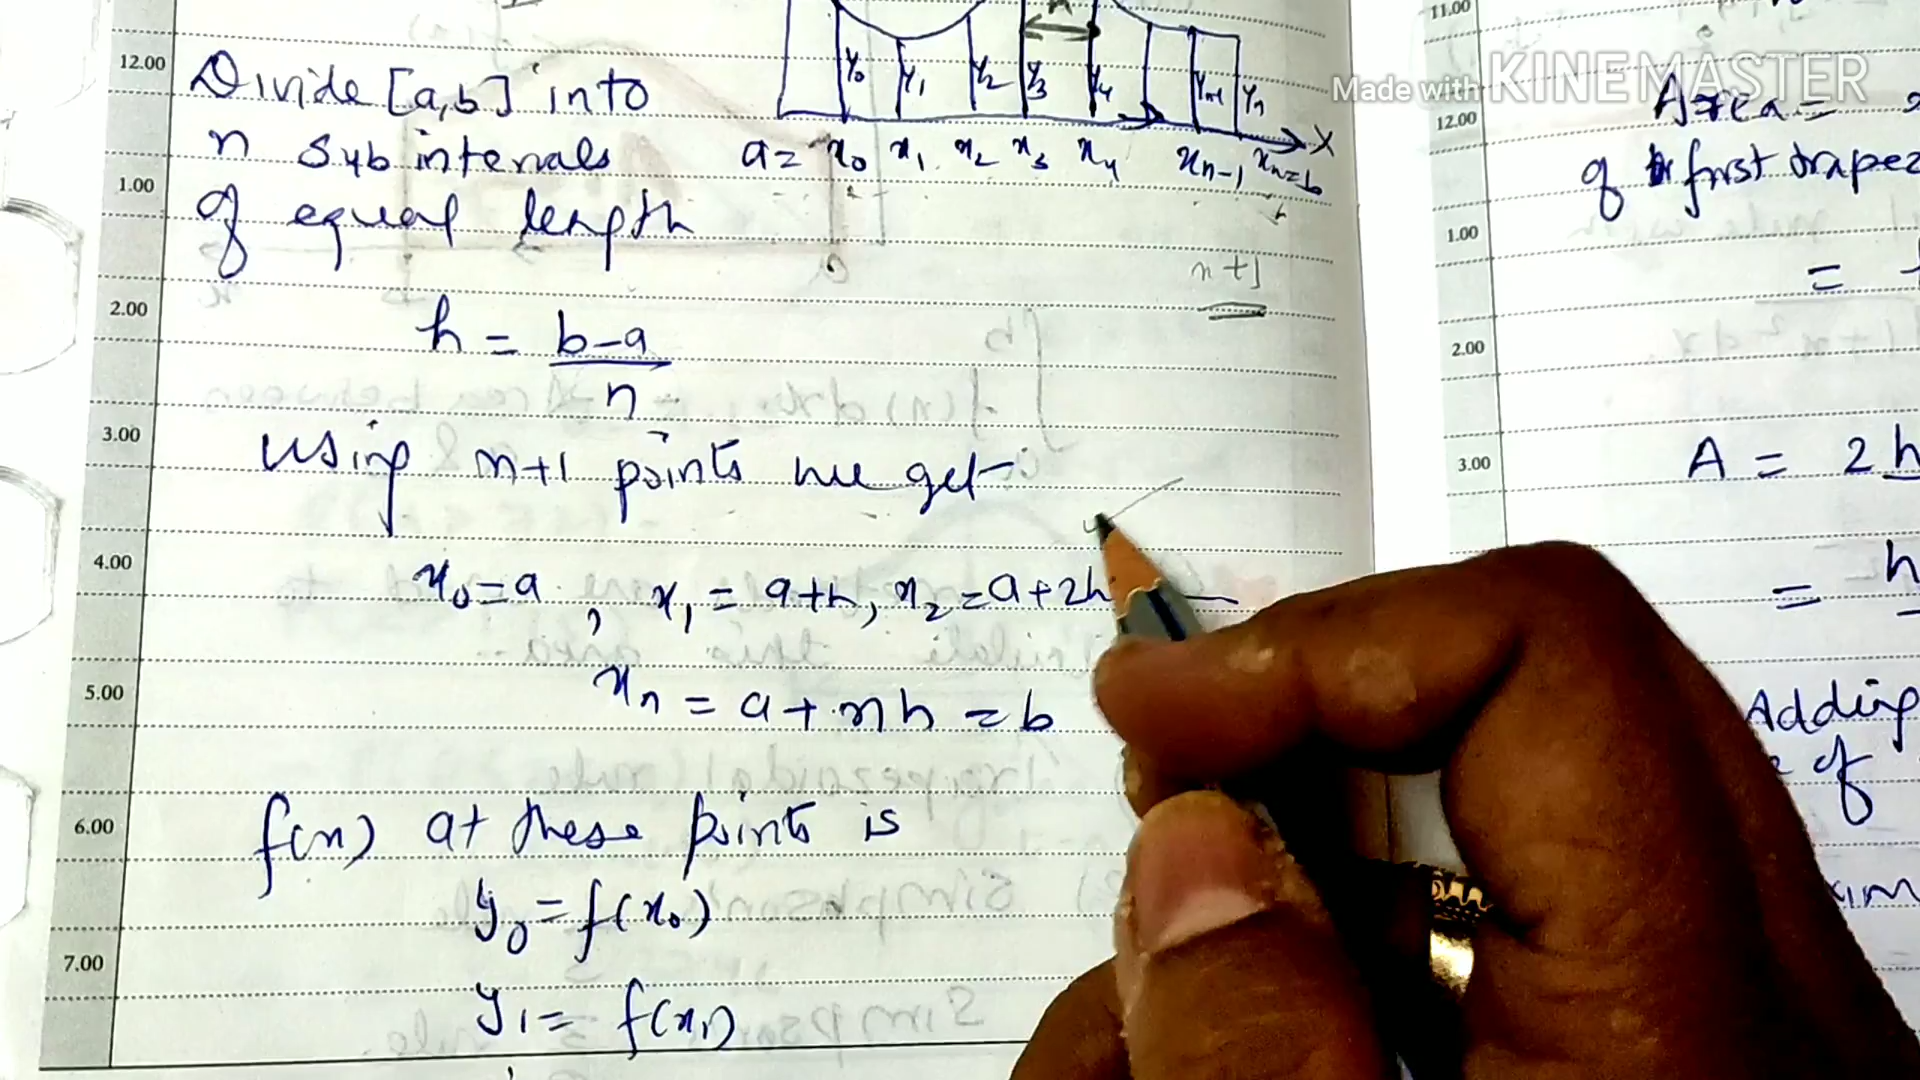 Made with KINEMASTER
12.00
Divide [a,b] into
n sub intervals
1.00
of equal length
y0 y1 y2 y3 y4 yn-1 yn
a = x0 x1 x2 x3 x4 xn-1 xn=b X
n+1
2.00
h = b-a
n
3.00
using n+1 points we get
4.00
x0 = a , x1 = a+h, x2 = a+2h
5.00
xn = a + nh = b
6.00
f(x) at these points is
y0 = f(x0)
7.00
y1 = f(x1)
11.00
Area =
12.00
of first trapez
1.00
=
2.00
3.00
A = 2h
= h
Adding
of